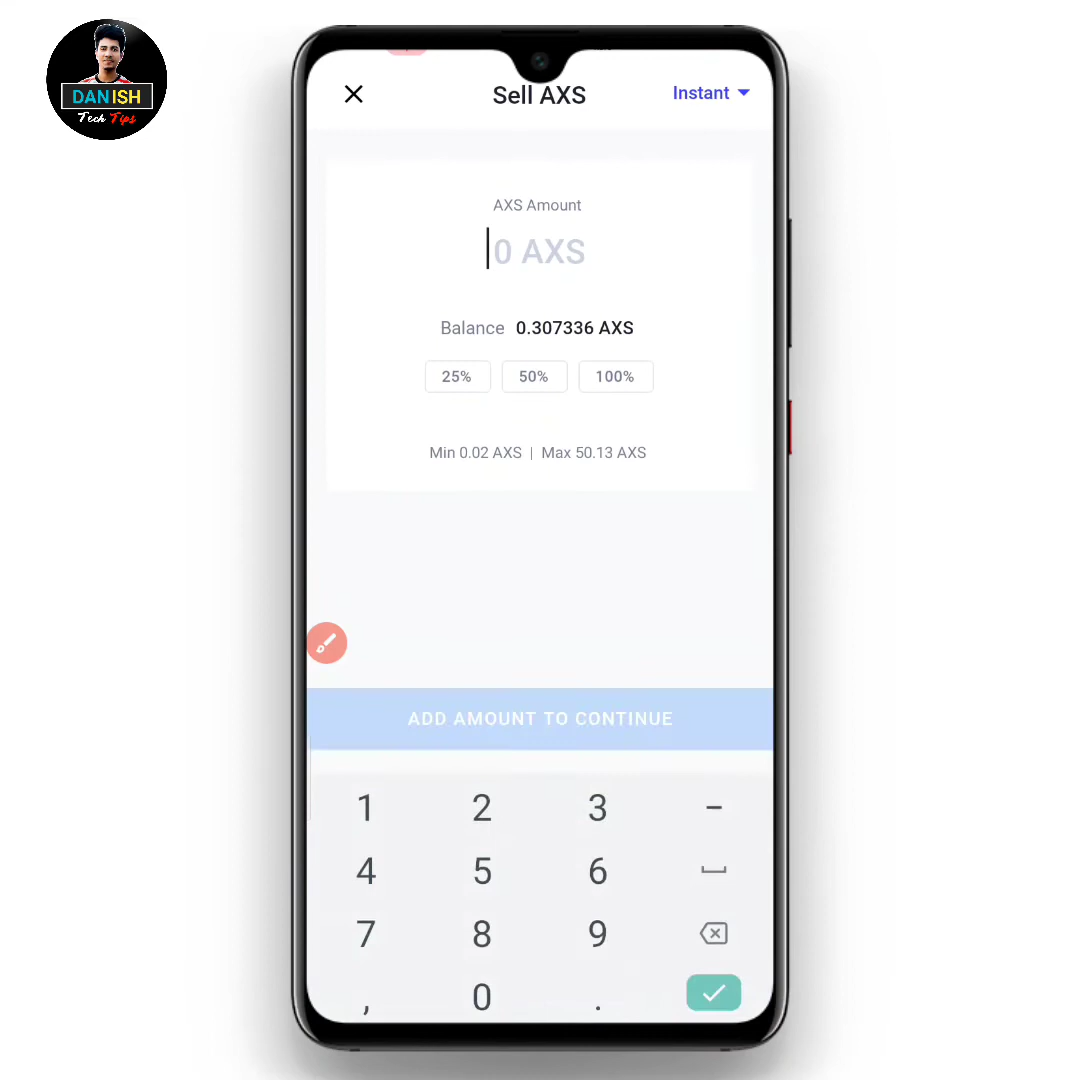 DANISH
Tech Tips
Sell AXS
Instant
AXS Amount
0 AXS
Balance 0.307336 AXS
25% 50% 100%
Min 0.02 AXS | Max 50.13 AXS
ADD AMOUNT TO CONTINUE
1 2 3 -
4 5 6
7 8 9
, 0 .